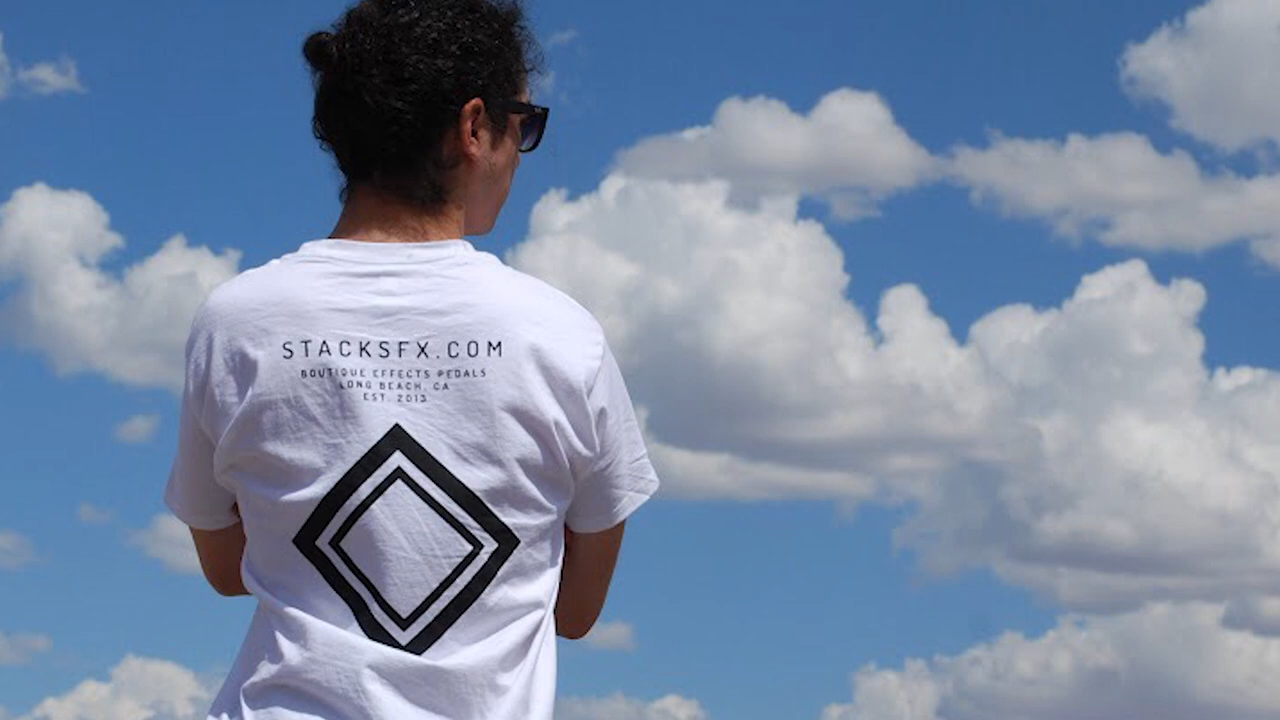 STACKSFX.COM
BOUTIQUE EFFECTS PEDALS
LONG BEACH, CA
EST. 2013